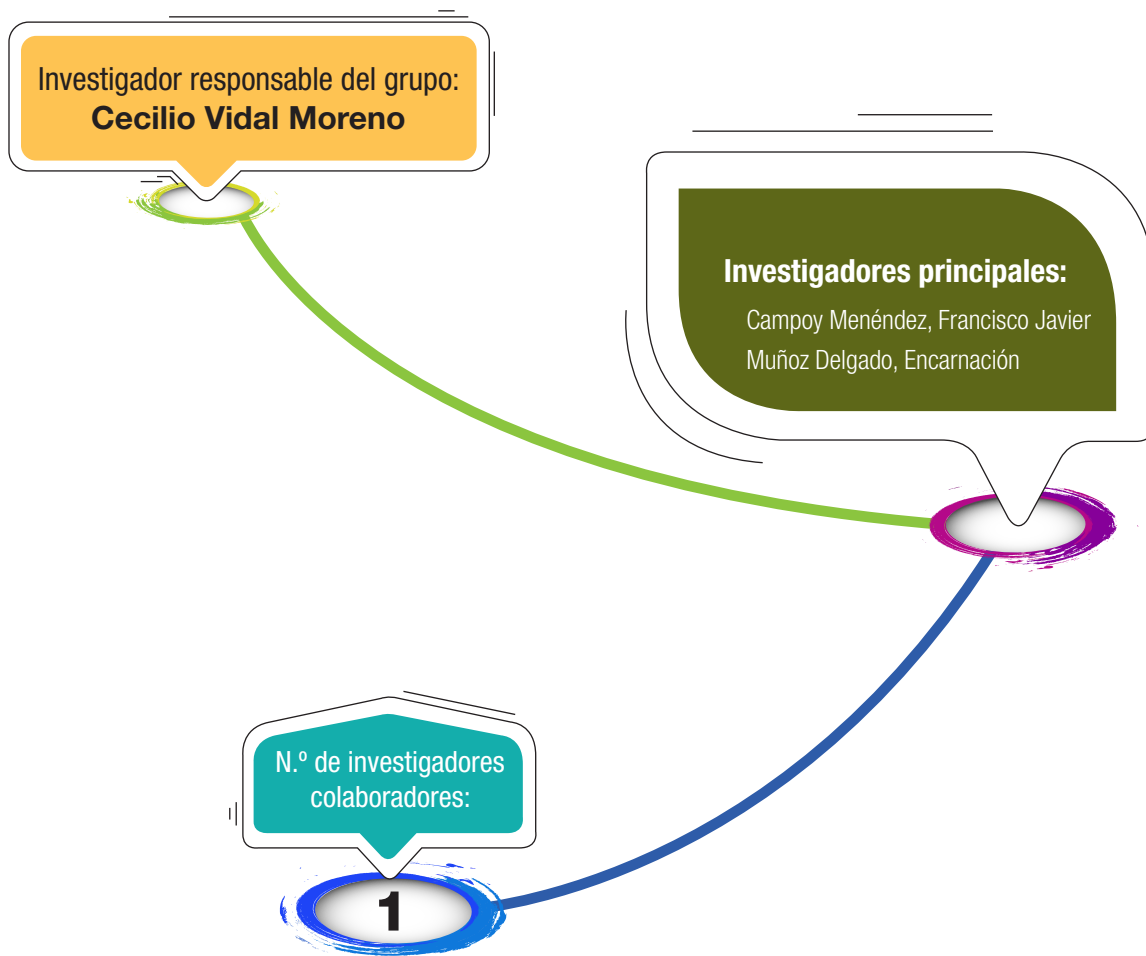 Investigador responsable del grupo:
Cecilio Vidal Moreno
Investigadores principales:
Campoy Menéndez, Francisco Javier
Muñoz Delgado, Encarnación
N.º de investigadores
colaboradores:
1